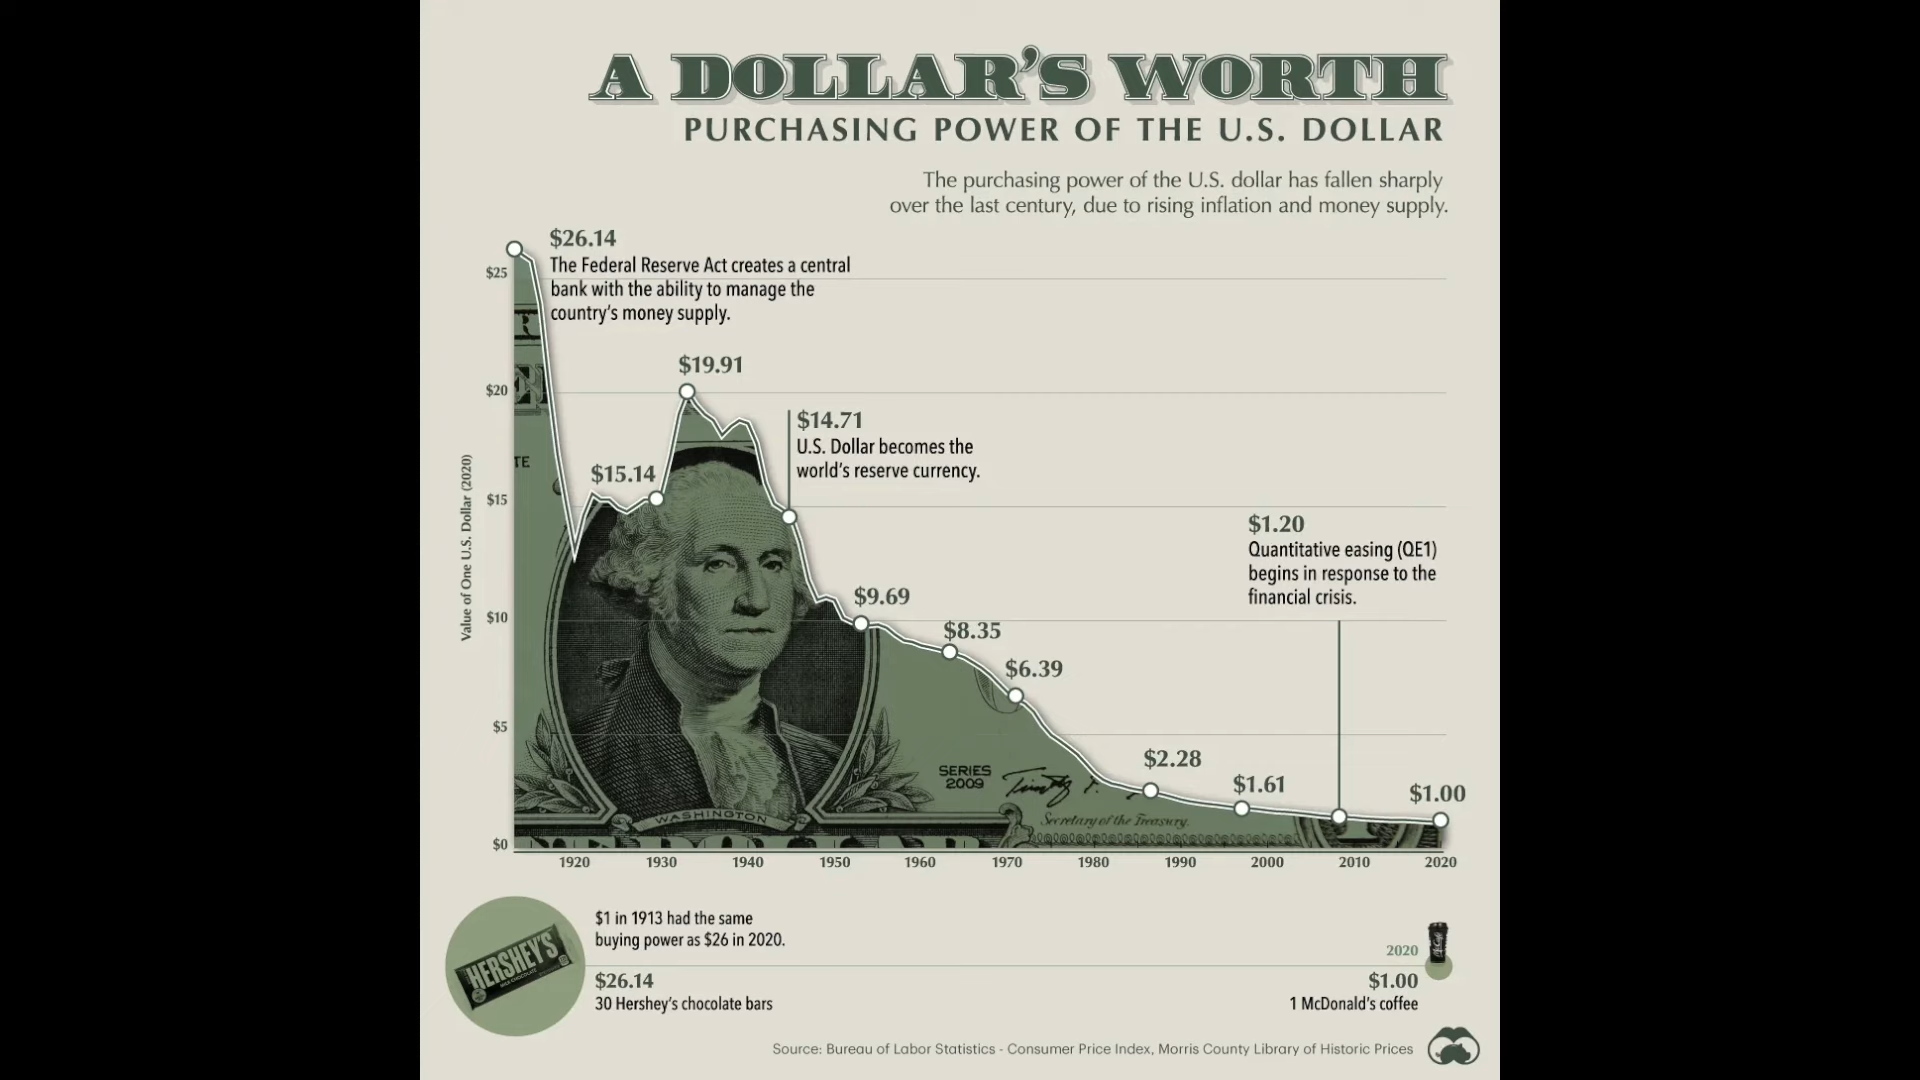 A DOLLAR'S WORTH
PURCHASING POWER OF THE U.S. DOLLAR
The purchasing power of the U.S. dollar has fallen sharply
over the last century, due to rising inflation and money supply.
$26.14
The Federal Reserve Act creates a central
bank with the ability to manage the
country's money supply.
$19.91
$14.71
U.S. Dollar becomes the
world's reserve currency.
$15.14
$1.20
Quantitative easing (QE1)
begins in response to the
financial crisis.
$9.69
$8.35
$6.39
$2.28
$1.61
$1.00
Value of One U.S. Dollar (2020)
$25
$20
$15
$10
$5
$0
TE
SERIES
2009
WASHINGTON
Secretary of the Treasury.
1920 1930 1940 1950 1960 1970 1980 1990 2000 2010 2020
HERSHEY'S
MILK CHOCOLATE
$1 in 1913 had the same
buying power as $26 in 2020.
$26.14
30 Hershey's chocolate bars
2020
$1.00
1 McDonald's coffee
Source: Bureau of Labor Statistics - Consumer Price Index, Morris County Library of Historic Prices